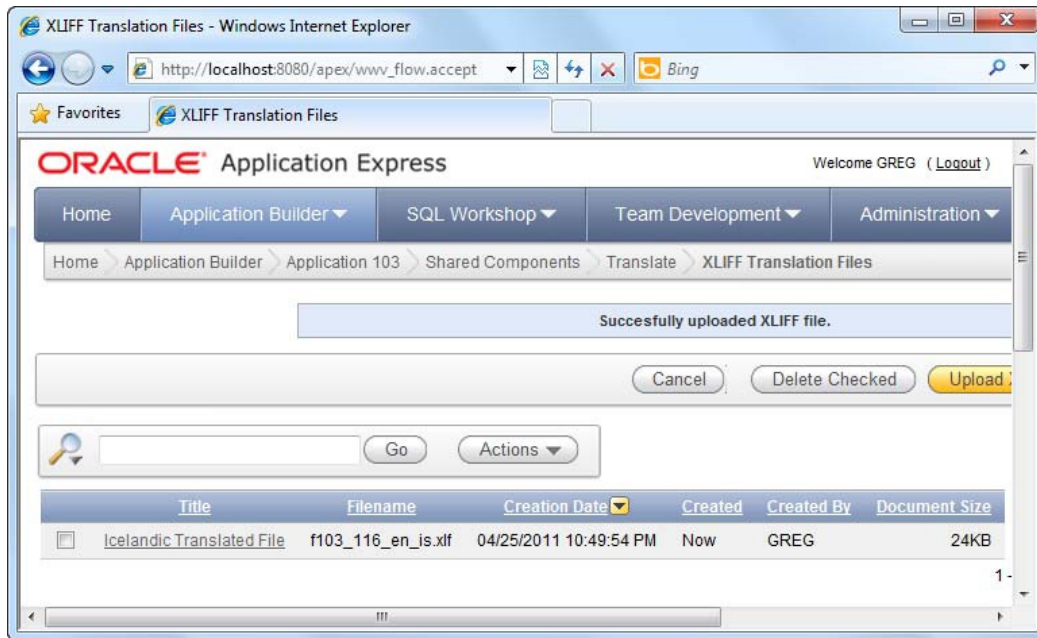 XLIFF Translation Files - Windows Internet Explorer
http://localhost:8080/apex/wwv_flow.accept Bing
Favorites XLIFF Translation Files
ORACLE Application Express Welcome GREG ( Logout )
Home Application Builder SQL Workshop Team Development Administration
Home Application Builder Application 103 Shared Components Translate XLIFF Translation Files
Succesfully uploaded XLIFF file.
Cancel Delete Checked Upload
Go Actions
Title Filename Creation Date Created Created By Document Size
Icelandic Translated File f103_116_en_is.xlf 04/25/2011 10:49:54 PM Now GREG 24KB
1 -